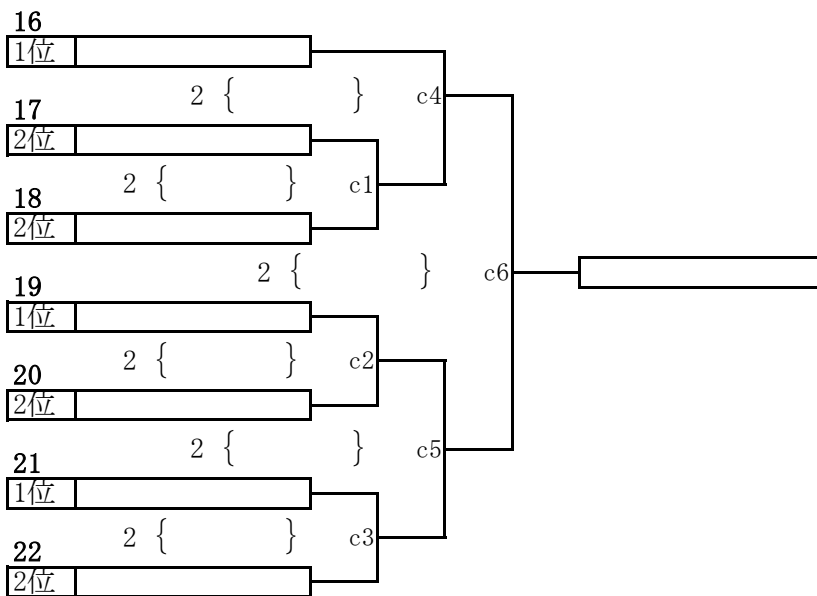 16
1位
2 { } c4
17
2位
2 { } c1
18
2位
2 { } c6
19
1位
2 { } c2
20
2位
2 { } c5
21
1位
2 { } c3
22
2位